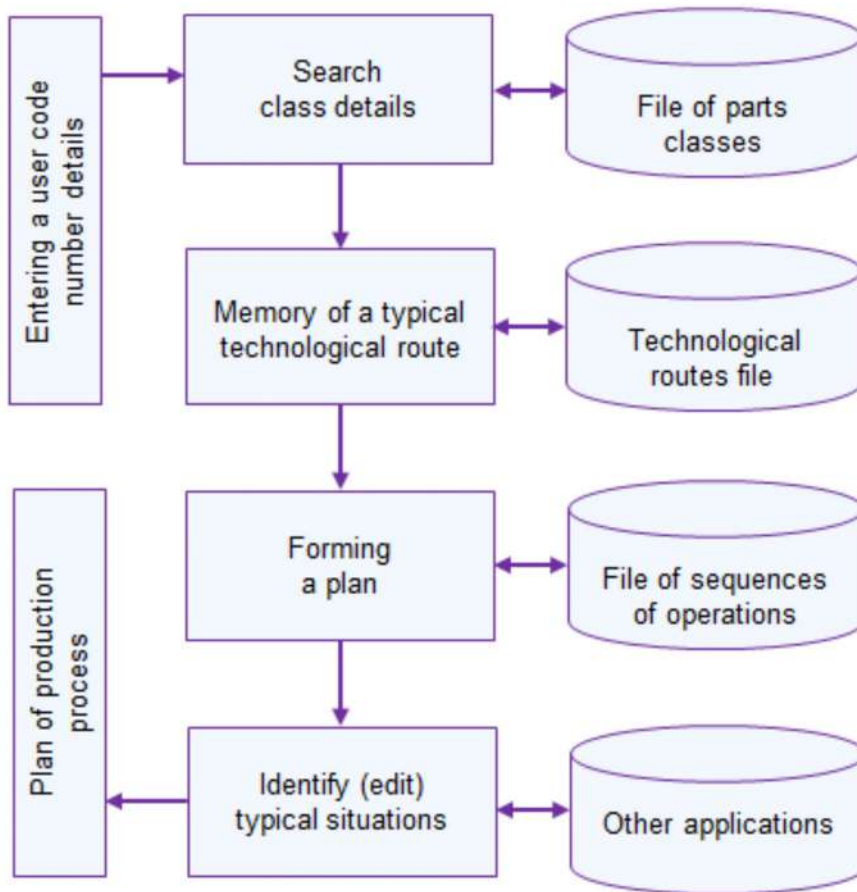 Entering a user code
number details
Search
class details
File of parts
classes
Memory of a typical
technological route
Technological
routes file
Forming
a plan
File of sequences
of operations
Plan of production
process
Identify (edit)
typical situations
Other applications